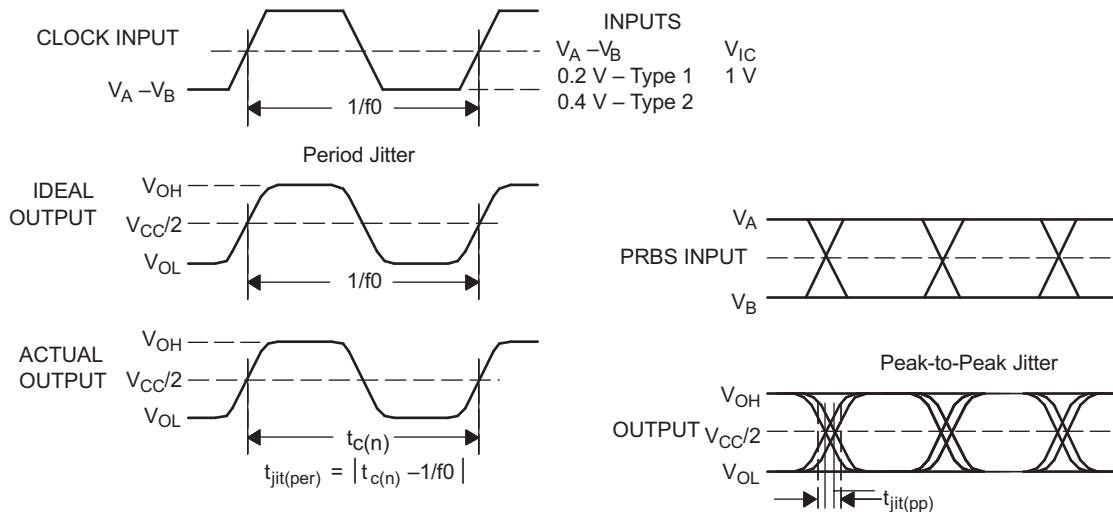 CLOCK INPUT
V_A –V_B
1/f0
INPUTS
V_A –V_B V_IC
0.2 V – Type 1 1 V
0.4 V – Type 2
Period Jitter
IDEAL
OUTPUT
V_OH
V_CC/2
V_OL
1/f0
ACTUAL
OUTPUT
V_OH
V_CC/2
V_OL
t_c(n)
t_jit(per) = | t_c(n) –1/f0 |
V_A
PRBS INPUT
V_B
Peak-to-Peak Jitter
V_OH
OUTPUT V_CC/2
V_OL
t_jit(pp)